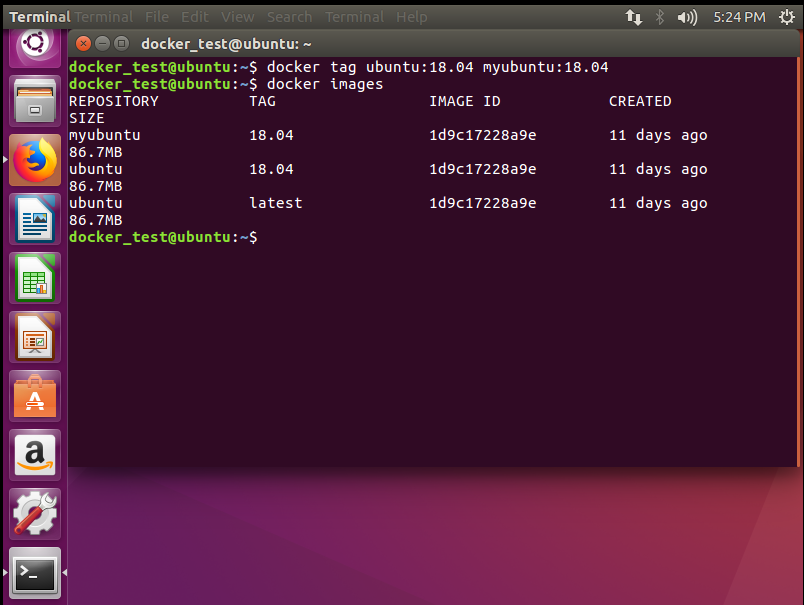 Terminal Terminal File Edit View Search Terminal Help 5:24 PM
docker_test@ubuntu: ~
docker_test@ubuntu:~$ docker tag ubuntu:18.04 myubuntu:18.04
docker_test@ubuntu:~$ docker images
REPOSITORY TAG IMAGE ID CREATED
SIZE
myubuntu 18.04 1d9c17228a9e 11 days ago
86.7MB
ubuntu 18.04 1d9c17228a9e 11 days ago
86.7MB
ubuntu latest 1d9c17228a9e 11 days ago
86.7MB
docker_test@ubuntu:~$